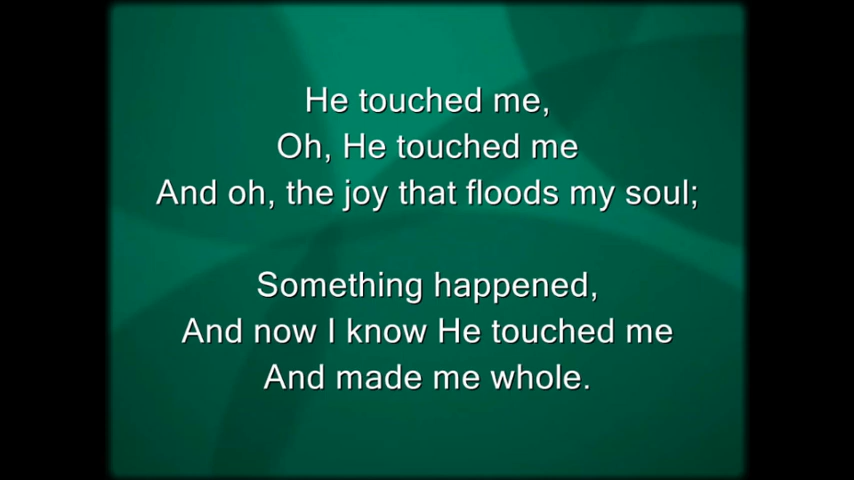 He touched me,
Oh, He touched me
And oh, the joy that floods my soul;
Something happened,
And now I know He touched me
And made me whole.